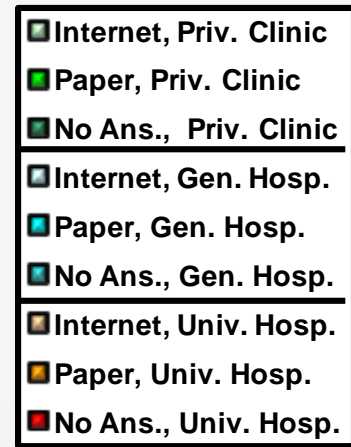 Internet, Priv. Clinic
Paper, Priv. Clinic
No Ans., Priv. Clinic
Internet, Gen. Hosp.
Paper, Gen. Hosp.
No Ans., Gen. Hosp.
Internet, Univ. Hosp.
Paper, Univ. Hosp.
No Ans., Univ. Hosp.